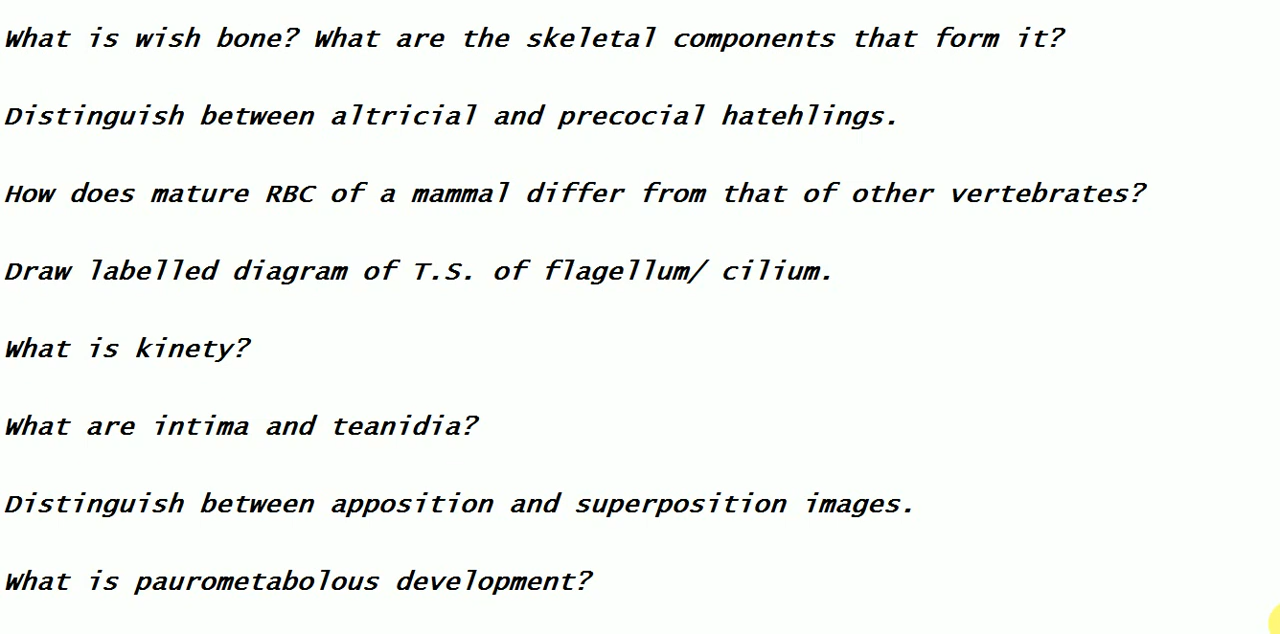 What is wish bone? What are the skeletal components that form it?
Distinguish between altricial and precocial hatehlings.
How does mature RBC of a mammal differ from that of other vertebrates?
Draw labelled diagram of T.S. of flagellum/ cilium.
What is kinety?
What are intima and teanidia?
Distinguish between apposition and superposition images.
What is paurometabolous development?